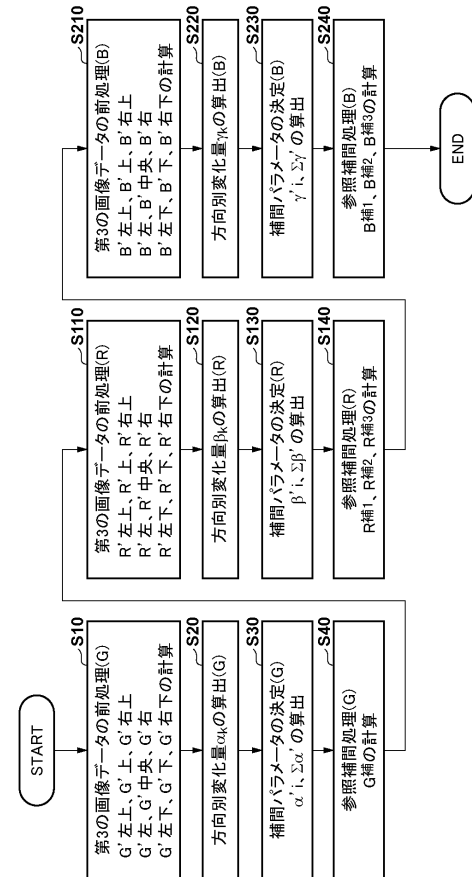 START
S10
第3の画像データの前処理(G)
G'左上、G'上、G'右上
G'左、G'中央、G'右
G'左下、G'下、G'右下の計算
S20
方向別変化量αkの算出(G)
S30
補間パラメータの決定(G)
α'i、Σα'の算出
S40
参照補間処理(G)
G補の計算
S110
第3の画像データの前処理(R)
R'左上、R'上、R'右上
R'左、R'中央、R'右
R'左下、R'下、R'右下の計算
S120
方向別変化量βkの算出(R)
S130
補間パラメータの決定(R)
β'i、Σβ'の算出
S140
参照補間処理(R)
R補1、R補2、R補3の計算
S210
第3の画像データの前処理(B)
B'左上、B'上、B'右上
B'左、B'中央、B'右
B'左下、B'下、B'右下の計算
S220
方向別変化量γkの算出(B)
S230
補間パラメータの決定(B)
γ'i、Σγ'の算出
S240
参照補間処理(B)
B補1、B補2、B補3の計算
END